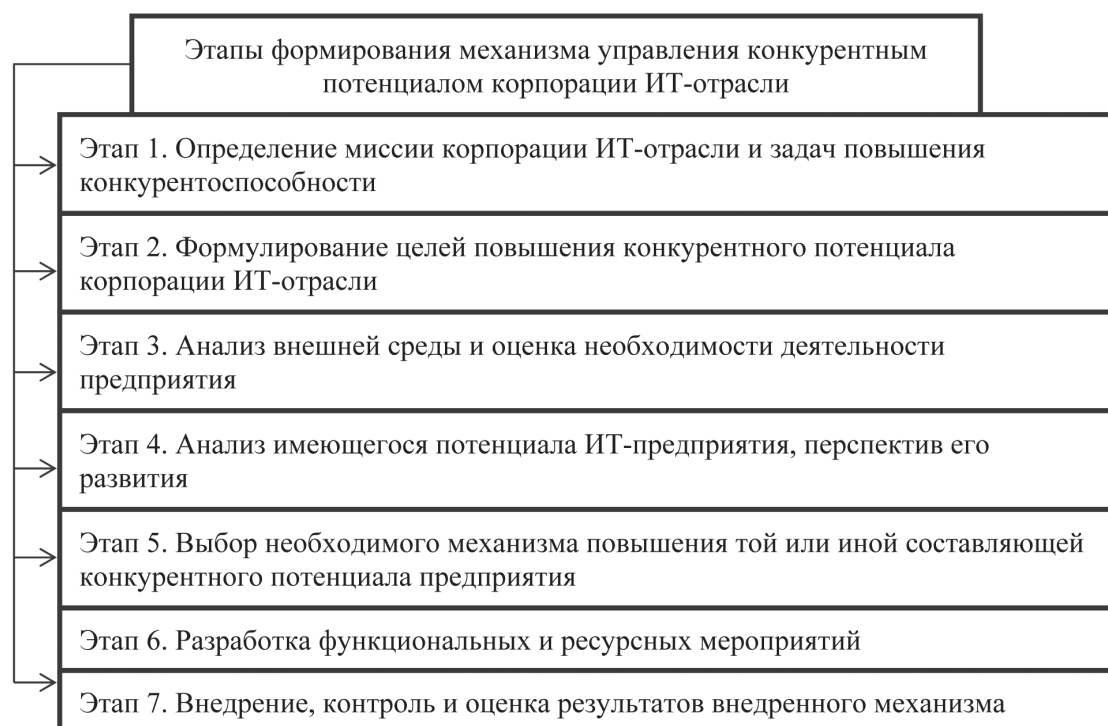 Этапы формирования механизма управления конкурентным
потенциалом корпорации ИТ-отрасли
Этап 1. Определение миссии корпорации ИТ-отрасли и задач повышения
конкурентоспособности
Этап 2. Формулирование целей повышения конкурентного потенциала
корпорации ИТ-отрасли
Этап 3. Анализ внешней среды и оценка необходимости деятельности
предприятия
Этап 4. Анализ имеющегося потенциала ИТ-предприятия, перспектив его
развития
Этап 5. Выбор необходимого механизма повышения той или иной составляющей
конкурентного потенциала предприятия
Этап 6. Разработка функциональных и ресурсных мероприятий
Этап 7. Внедрение, контроль и оценка результатов внедренного механизма